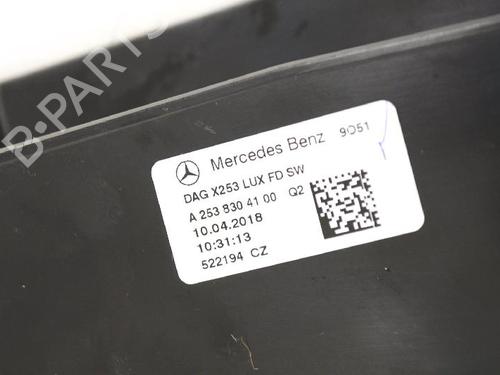 B-PARTS
Mercedes Benz 9051
DAG X253 LUX FD SW
A 253 830 41 00 Q2
10.04.2018
10:31:13
522194 CZ